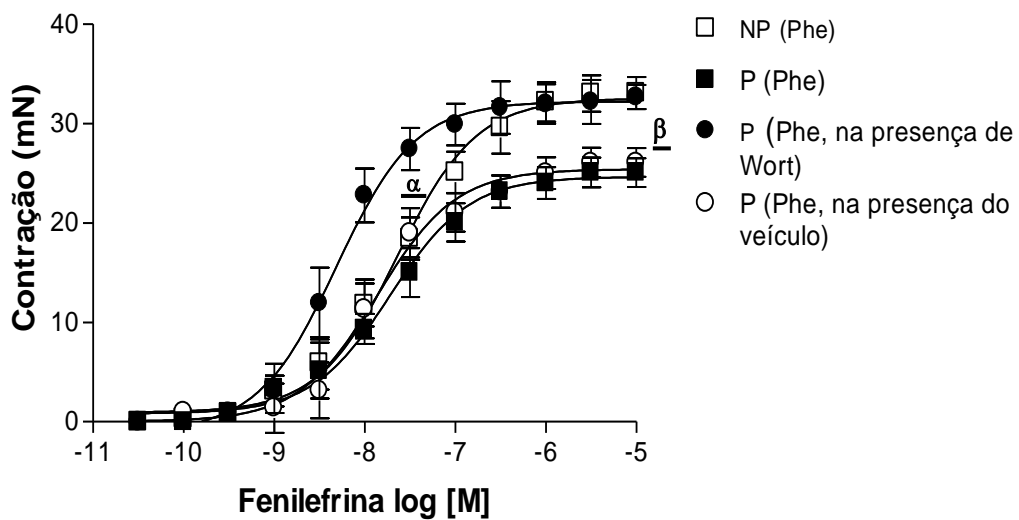 40
30
20
10
0
Contração (mN)
α
β
-11 -10 -9 -8 -7 -6 -5
Fenilefrina log [M]
NP (Phe)
P (Phe)
P (Phe, na presença de
Wort)
P (Phe, na presença do
veículo)